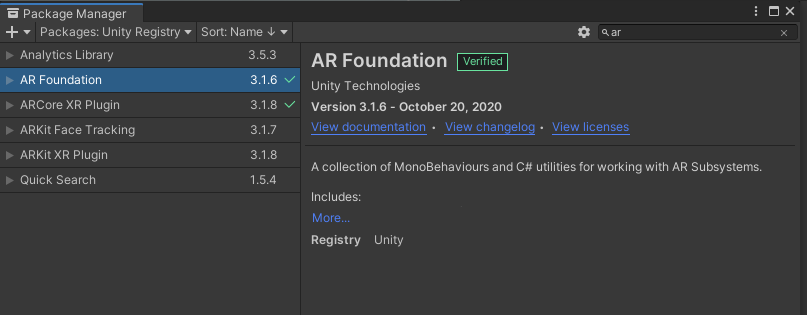 Package Manager
Packages: Unity Registry Sort: Name ↓ ar
Analytics Library 3.5.3
AR Foundation 3.1.6
ARCore XR Plugin 3.1.8
ARKit Face Tracking 3.1.7
ARKit XR Plugin 3.1.8
Quick Search 1.5.4
AR Foundation Verified
Unity Technologies
Version 3.1.6 - October 20, 2020
View documentation • View changelog • View licenses
A collection of MonoBehaviours and C# utilities for working with AR Subsystems.
Includes:
More...
Registry Unity